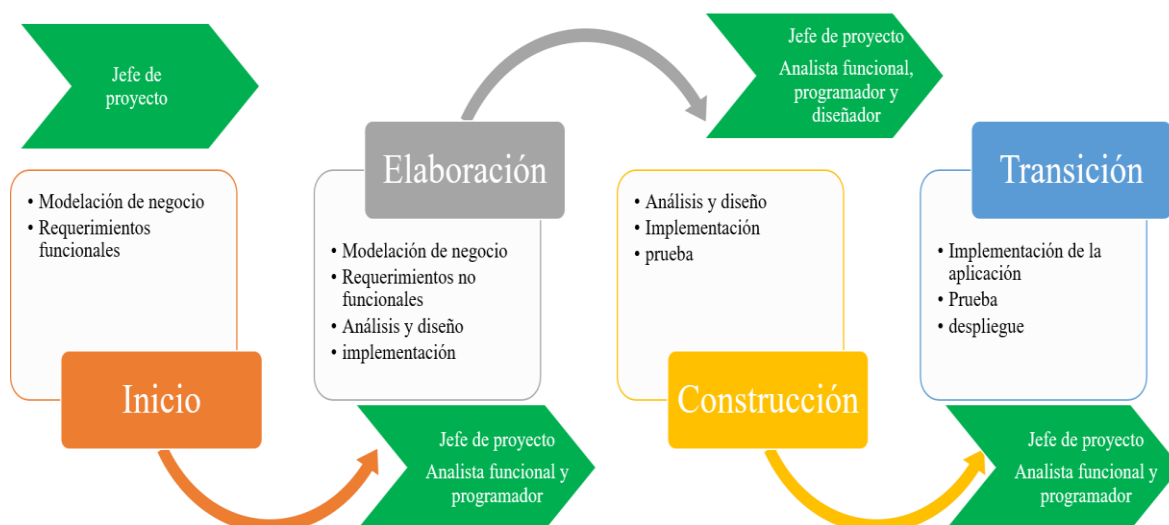 Jefe de
proyecto
• Modelación de negocio
• Requerimientos
funcionales
Inicio
Elaboración
• Modelación de negocio
• Requerimientos no
funcionales
• Análisis y diseño
• implementación
Jefe de proyecto
Analista funcional y
programador
Jefe de proyecto
Analista funcional,
programador y
diseñador
• Análisis y diseño
• Implementación
• prueba
Construcción
Transición
• Implementación de la
aplicación
• Prueba
• despliegue
Jefe de proyecto
Analista funcional y
programador